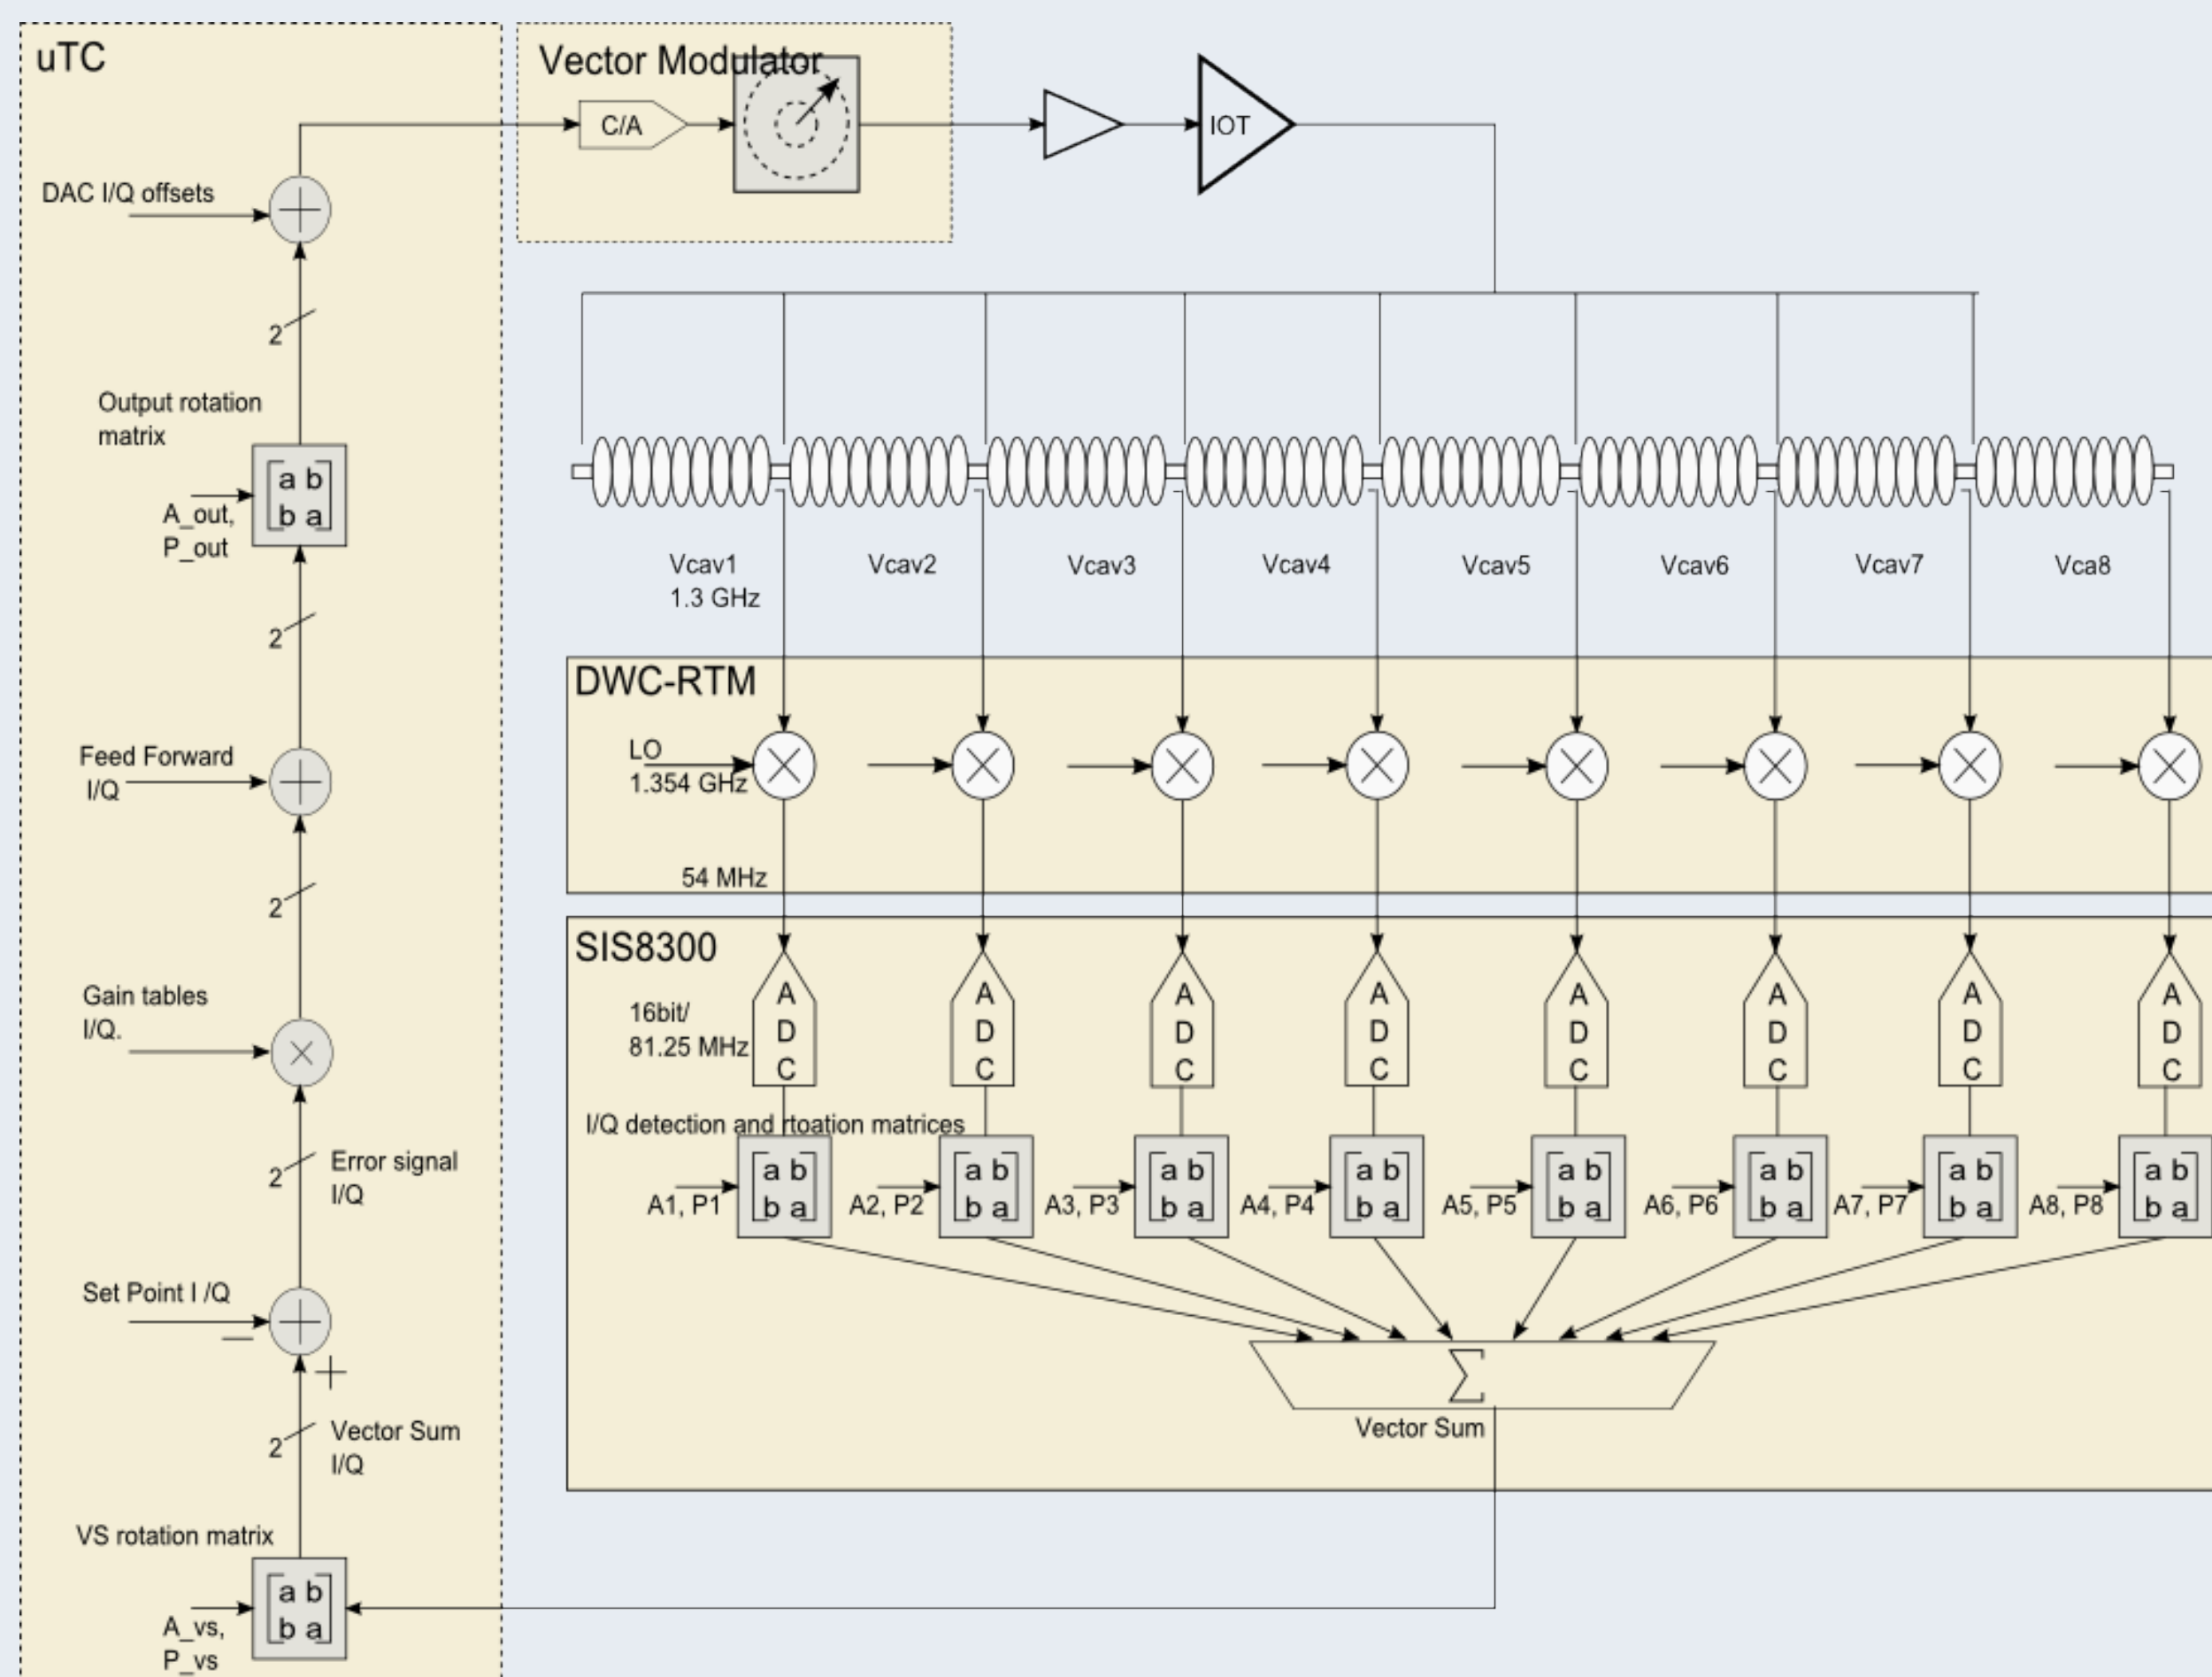 uTC
Vector Modulator
C/A
IOT
DAC I/Q offsets
2
Output rotation
matrix
a b
b a
A_out,
P_out
2
Feed Forward
I/Q
2
Gain tables
I/Q.
2
Error signal
I/Q
Set Point I /Q
2
Vector Sum
I/Q
VS rotation matrix
a b
b a
A_vs,
P_vs
Vcav1
1.3 GHz
Vcav2
Vcav3
Vcav4
Vcav5
Vcav6
Vcav7
Vca8
DWC-RTM
LO
1.354 GHz
54 MHz
SIS8300
16bit/
81.25 MHz
A
D
C
A
D
C
A
D
C
A
D
C
A
D
C
A
D
C
A
D
C
A
D
C
I/Q detection and rtoation matrices
A1, P1
a b
b a
A2, P2
a b
b a
A3, P3
a b
b a
A4, P4
a b
b a
A5, P5
a b
b a
A6, P6
a b
b a
A7, P7
a b
b a
A8, P8
a b
b a
Σ
Vector Sum